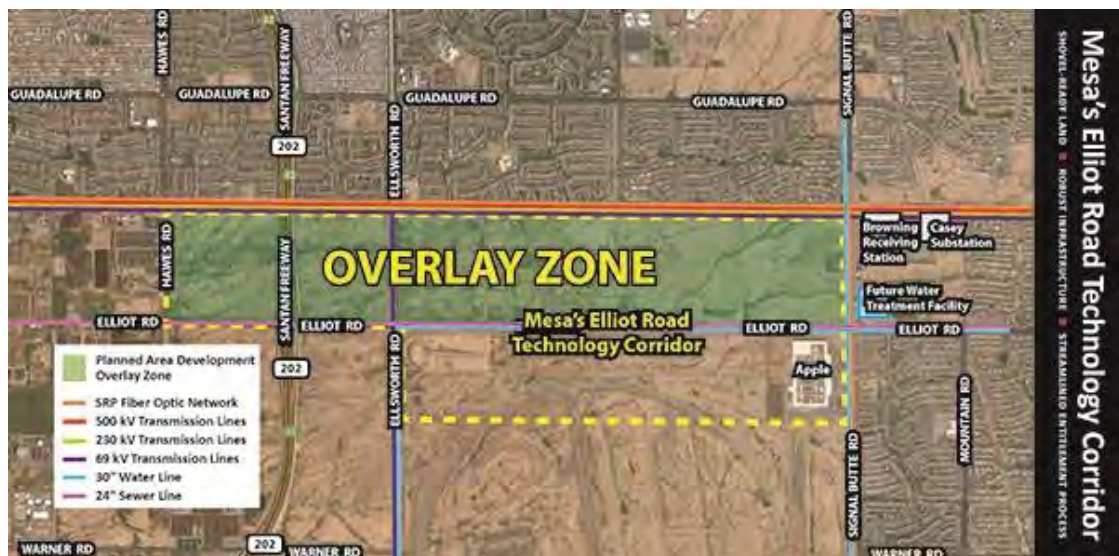 HAWES RD
SANTAN FREEWAY
SIGNAL BUTTE RD
GUADALUPE RD
GUADALUPE RD
GUADALUPE RD
GUADALUPE RD
202
ELLSWORTH RD
HAWES RD
SANTAN FREEWAY
OVERLAY ZONE
Browning
Receiving
Station
Casey
Substation
Future Water
Treatment Facility
ELLIOT RD
ELLIOT RD
Mesa's Elliot Road
Technology Corridor
ELLIOT RD
ELLIOT RD
Planned Area Development
Overlay Zone
SRP Fiber Optic Network
500 kV Transmission Lines
230 kV Transmission Lines
69 kV Transmission Lines
30" Water Line
24" Sewer Line
202
ELLSWORTH RD
Apple
SIGNAL BUTTE RD
MOUNTAIN RD
WARNER RD
202
WARNER RD
WARNER RD
Mesa's Elliot Road Technology Corridor
SHOVEL-READY LAND ■ ROBUST INFRASTRUCTURE ■ STREAMLINED ENTITLEMENT PROCESS